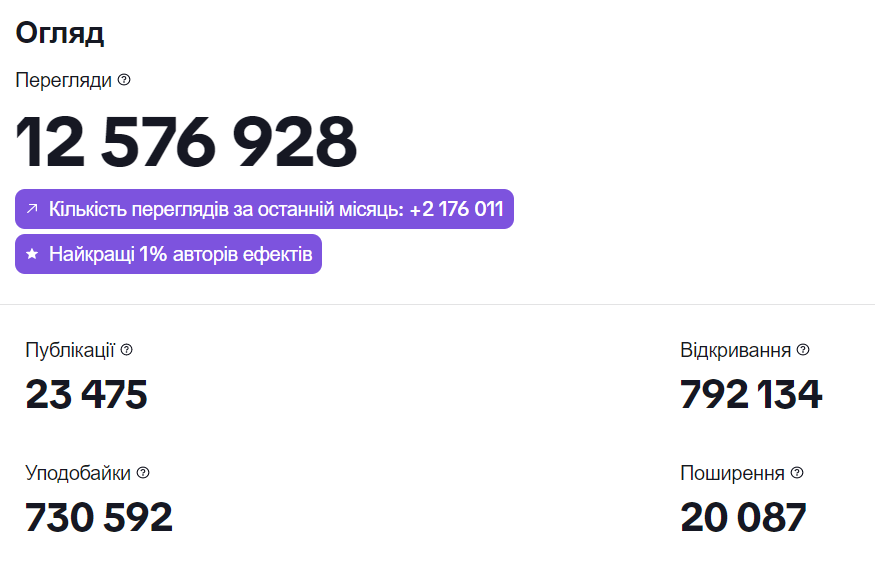 Огляд
Перегляди
12 576 928
Кількість переглядів за останній місяць: +2 176 011
Найкращі 1% авторів ефектів
Публікації
23 475
Відкривання
792 134
Уподобайки
730 592
Поширення
20 087